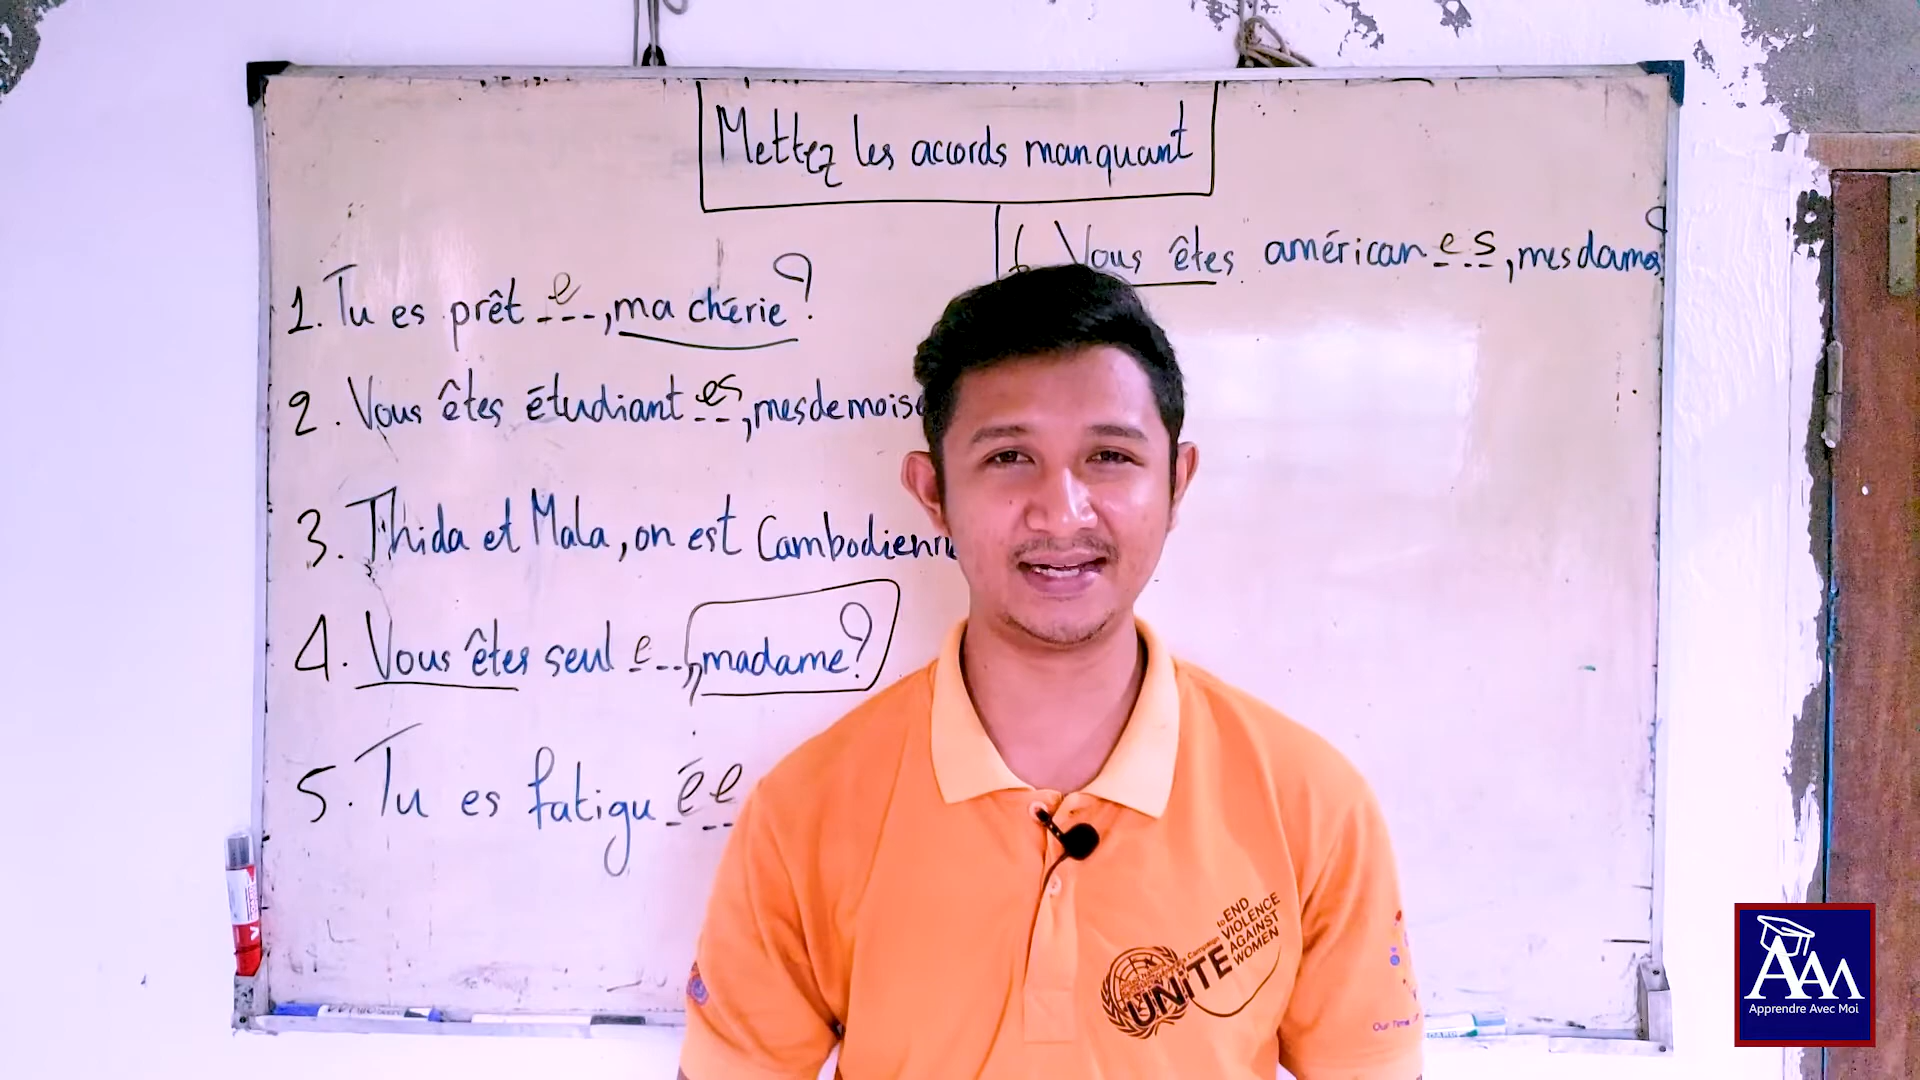 Mettez les accords manquant
1. Tu es prêt e, ma chérie?
2. Vous êtes étudiant es, mesdemois
3. Thida et Mala, on est Cambodienn
4. Vous êtes seul e, madame?
5. Tu es fatigu ée
6 Vous êtes américan es, mesdames?
to END
VIOLENCE
AGAINST
WOMEN
UNiTE
AAM
Apprendre Avec Moi